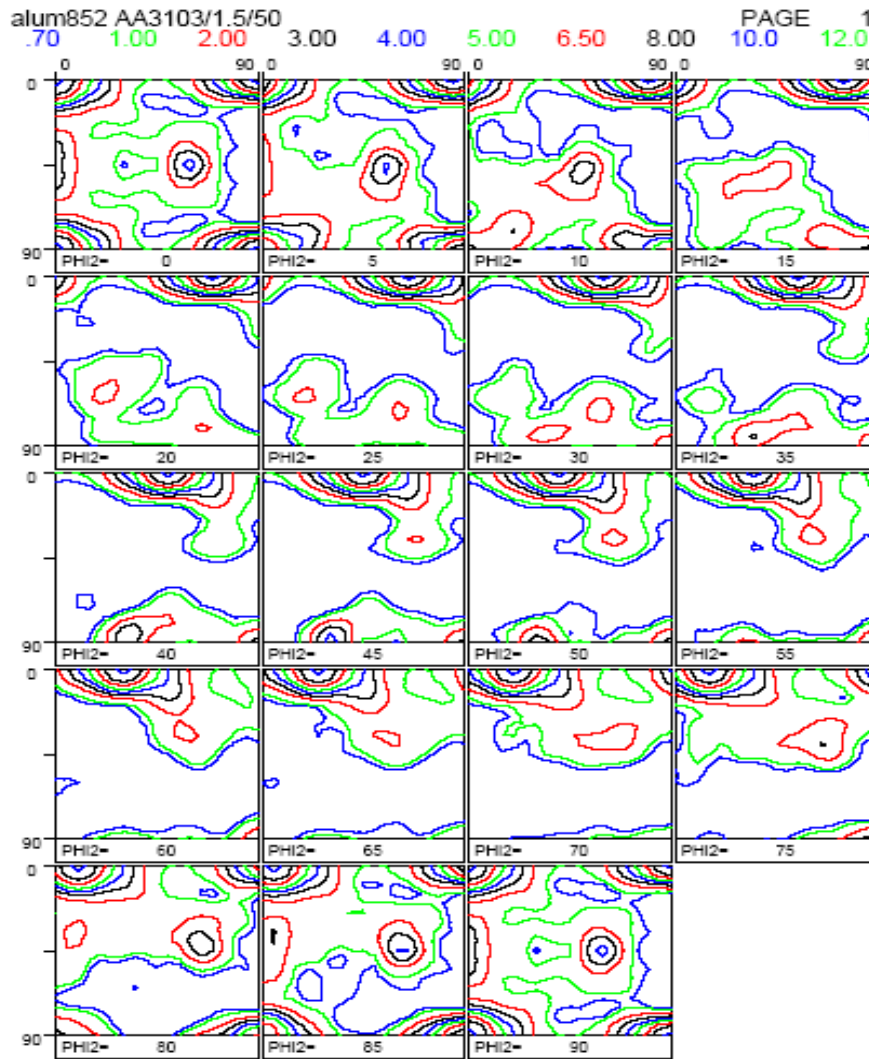 alum852 AA3103/1.5/50 PAGE 1
.70 1.00 2.00 3.00 4.00 5.00 6.50 8.00 10.0 12.0
0 90 0 90 0 90 0 90
0
90 PHI2- 0 PHI2- 5 PHI2- 10 PHI2- 15
0
90 PHI2- 20 PHI2- 25 PHI2- 30 PHI2- 35
0
90 PHI2- 40 PHI2- 45 PHI2- 50 PHI2- 55
0
90 PHI2- 60 PHI2- 65 PHI2- 70 PHI2- 75
0
90 PHI2- 80 PHI2- 85 PHI2- 90